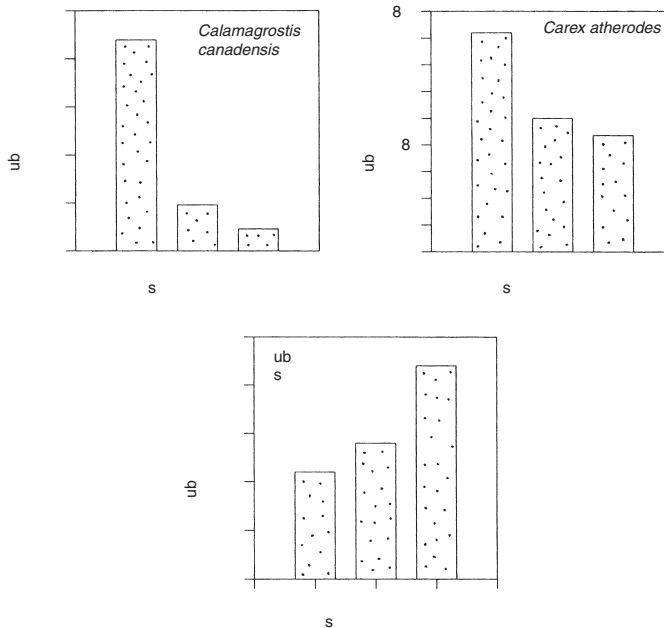 Calamagrostis
canadensis
ub
s
8
Carex atherodes
8
ub
s
ub
s
ub
s